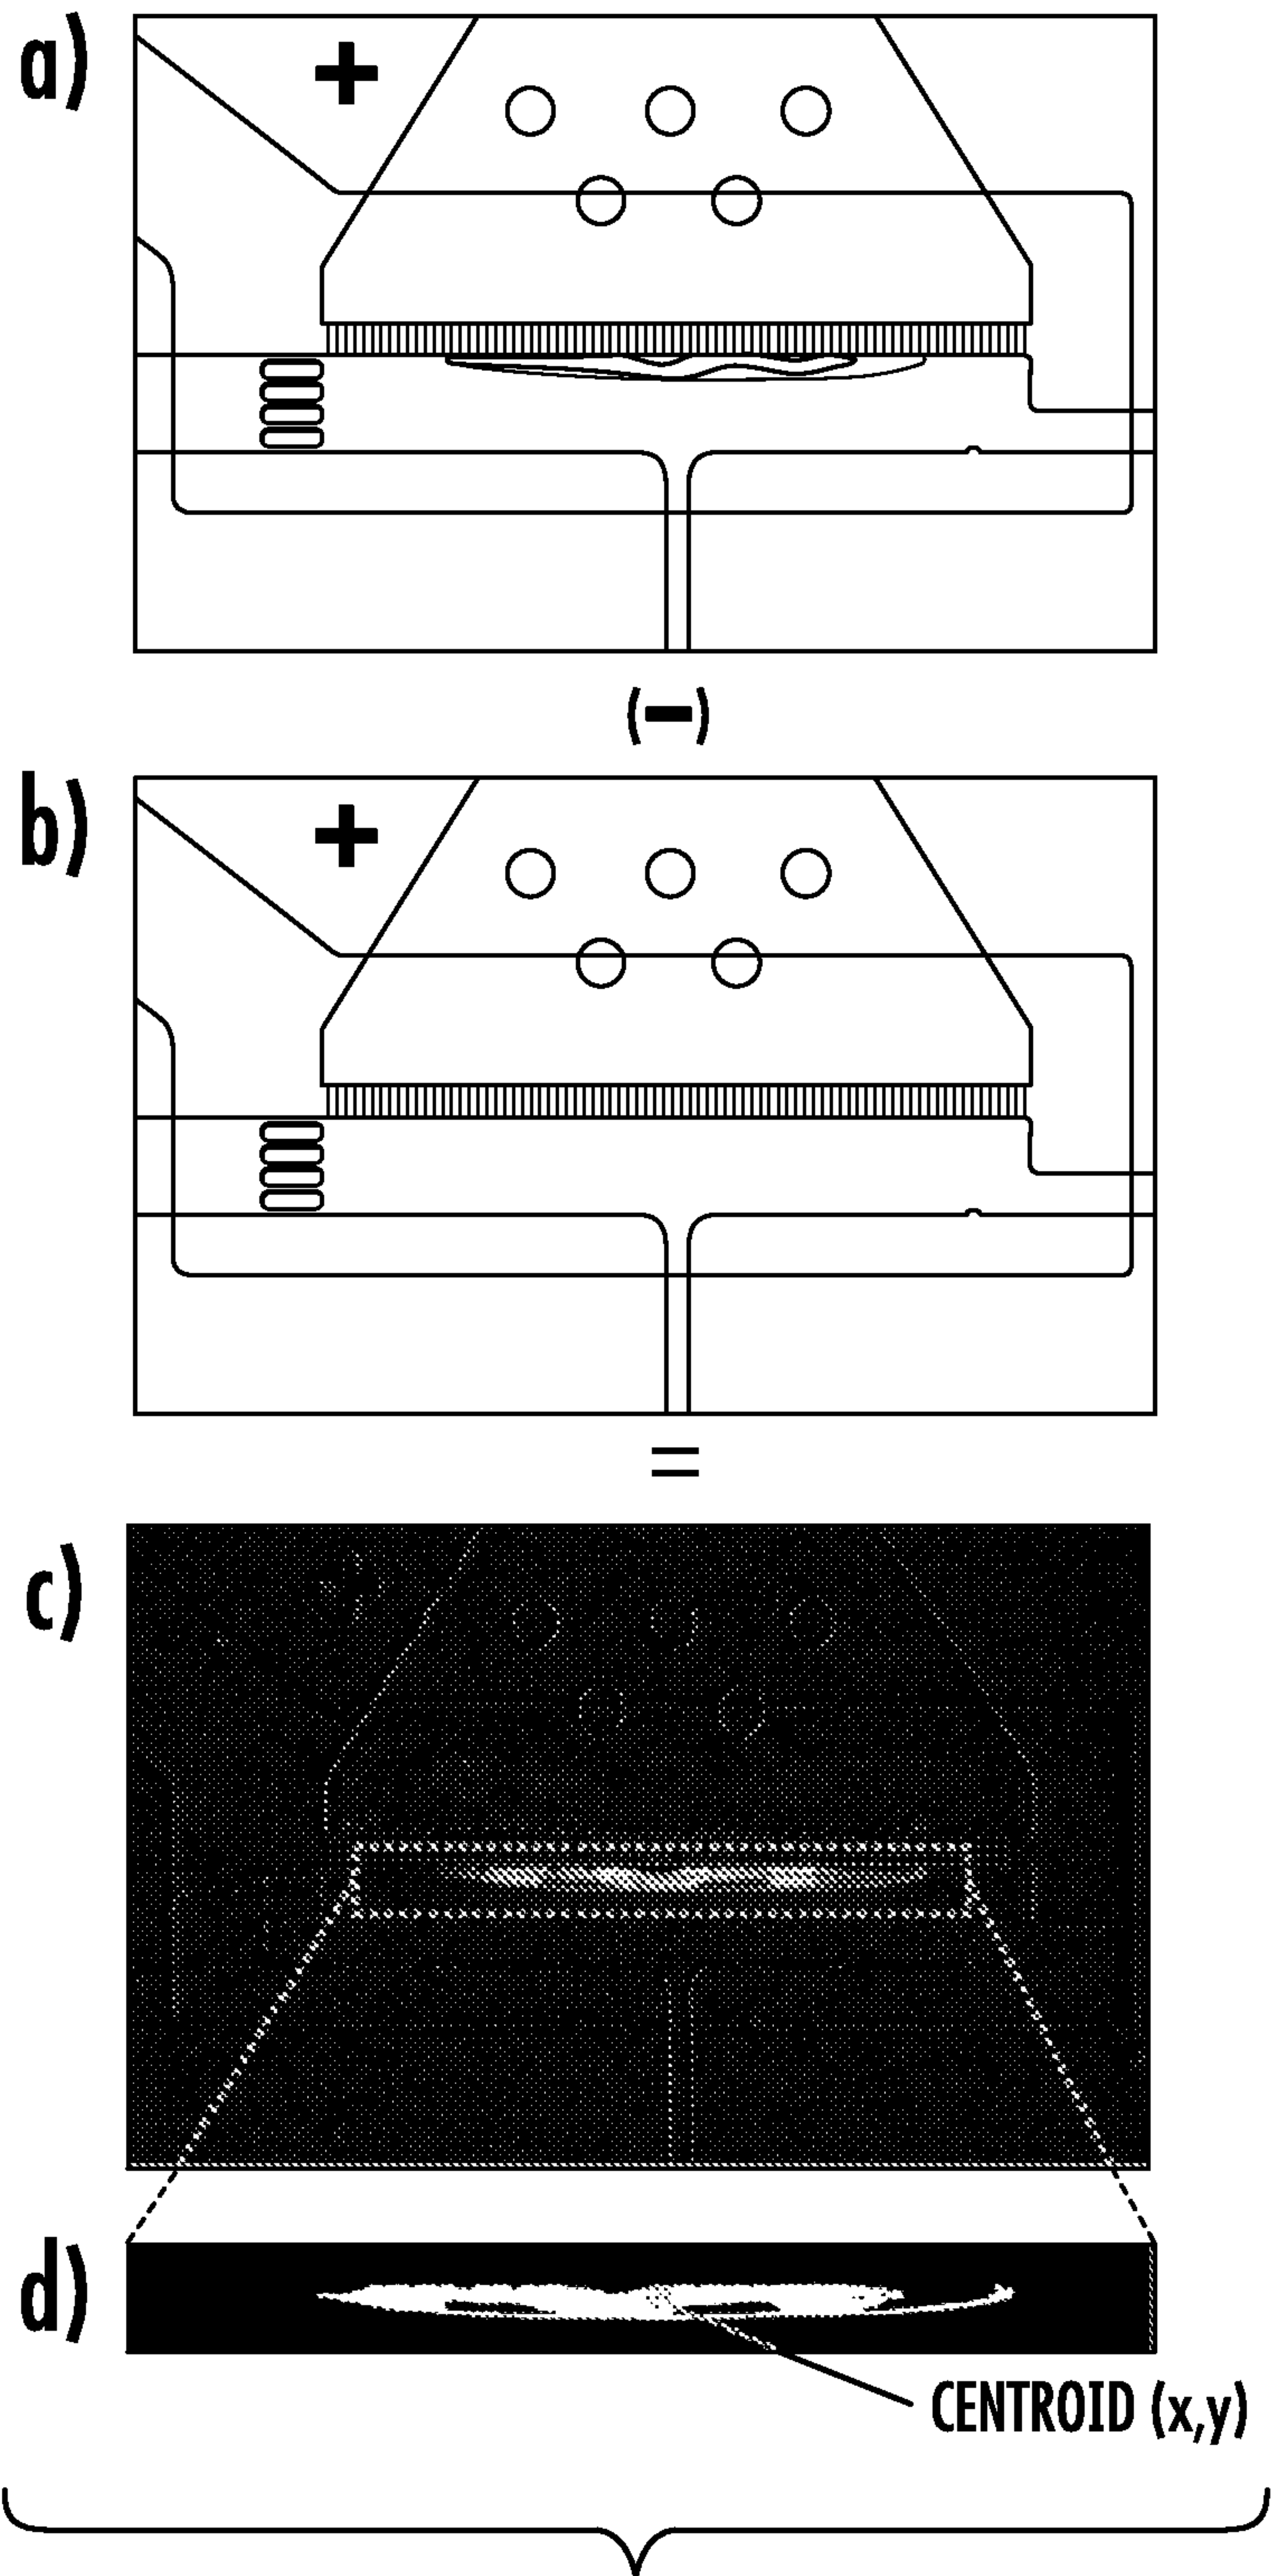 a)
+
(-)
b)
+
=
c)
d)
CENTROID (x,y)